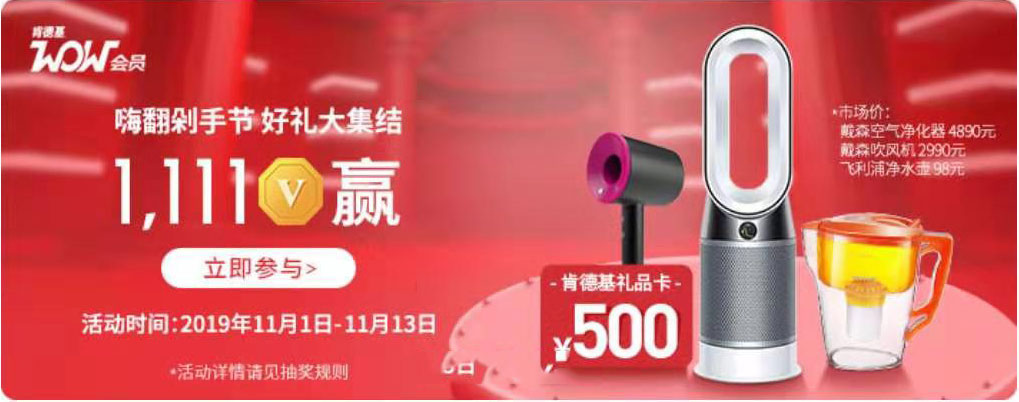 肯德基
WOW会员
嗨翻剁手节 好礼大集结
1,111 V 赢
立即参与>
活动时间:2019年11月1日-11月13日
*活动详情请见抽奖规则
日
-肯德基礼品卡-
¥500
*市场价:
戴森空气净化器 4890元
戴森吹风机 2990元
飞利浦净水壶 98元